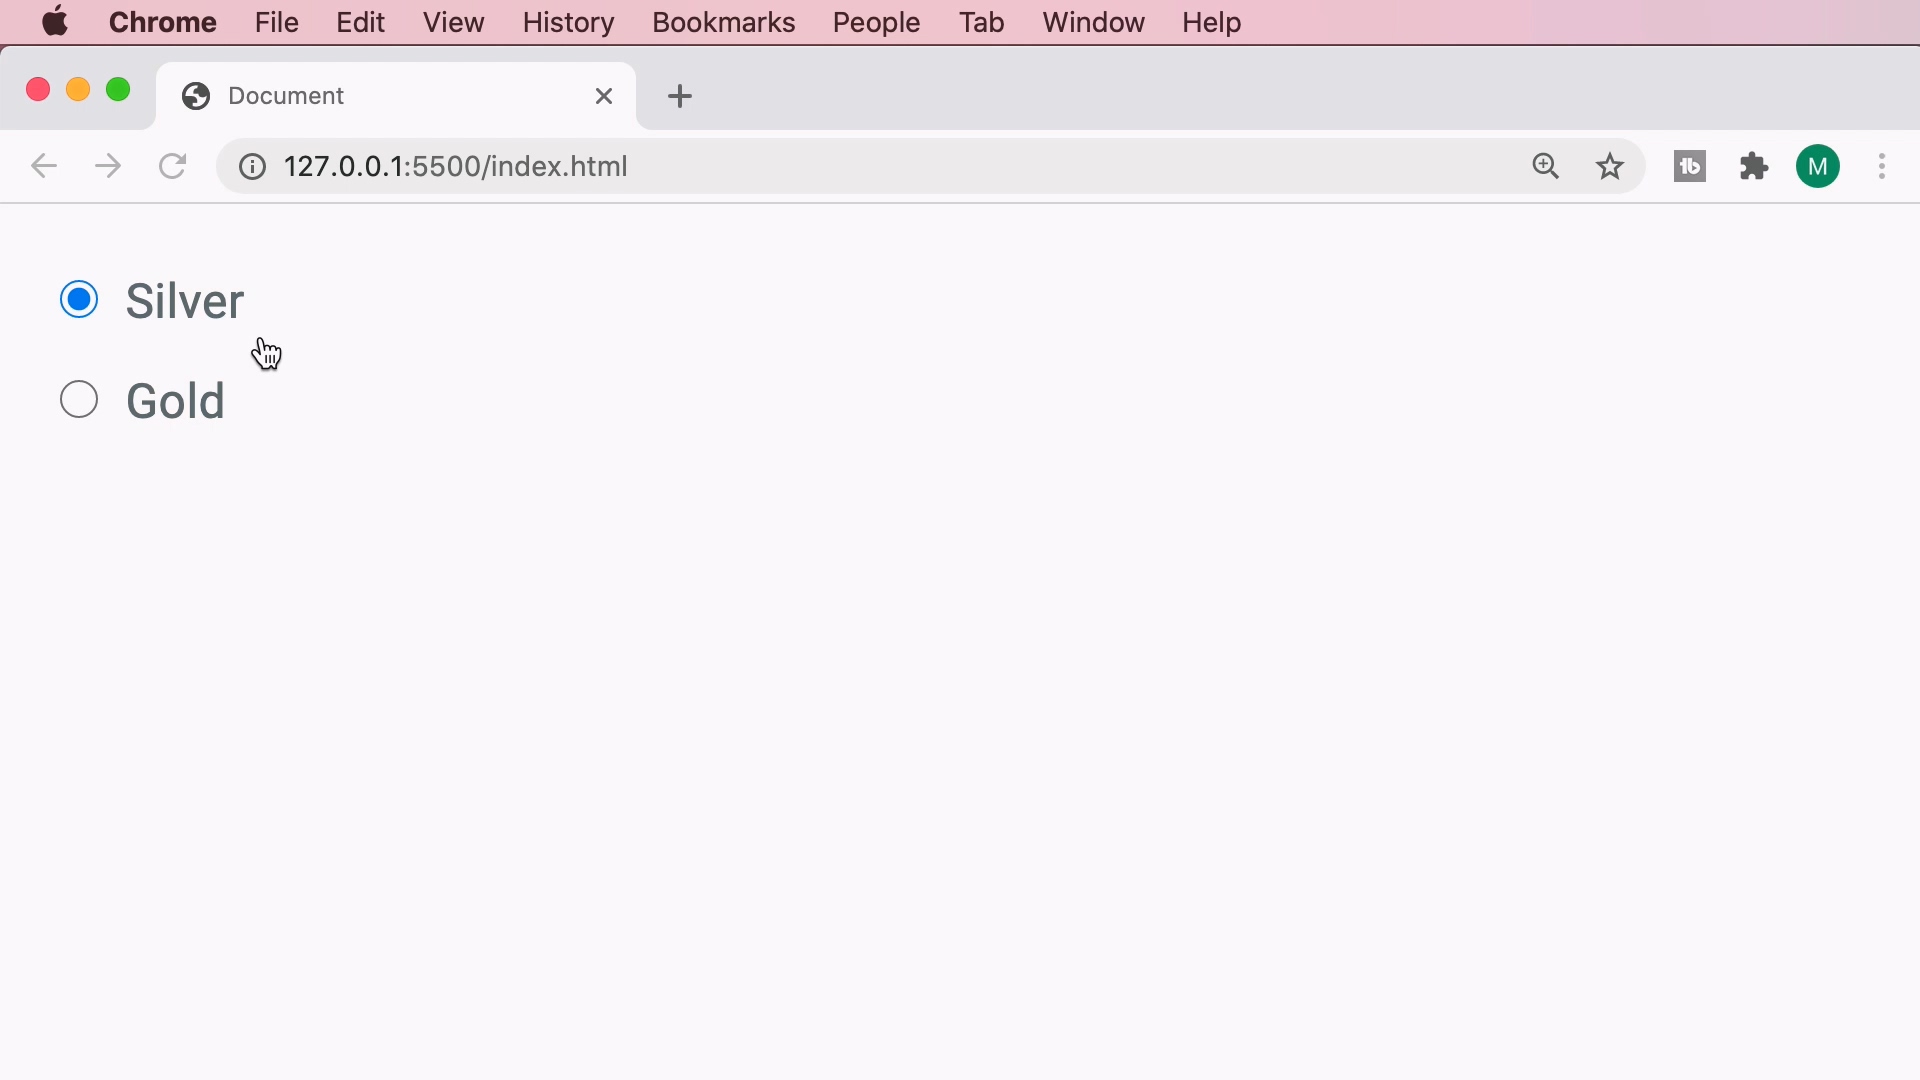 Chrome File Edit View History Bookmarks People Tab Window Help
Document
127.0.0.1:5500/index.html
M
Silver
Gold